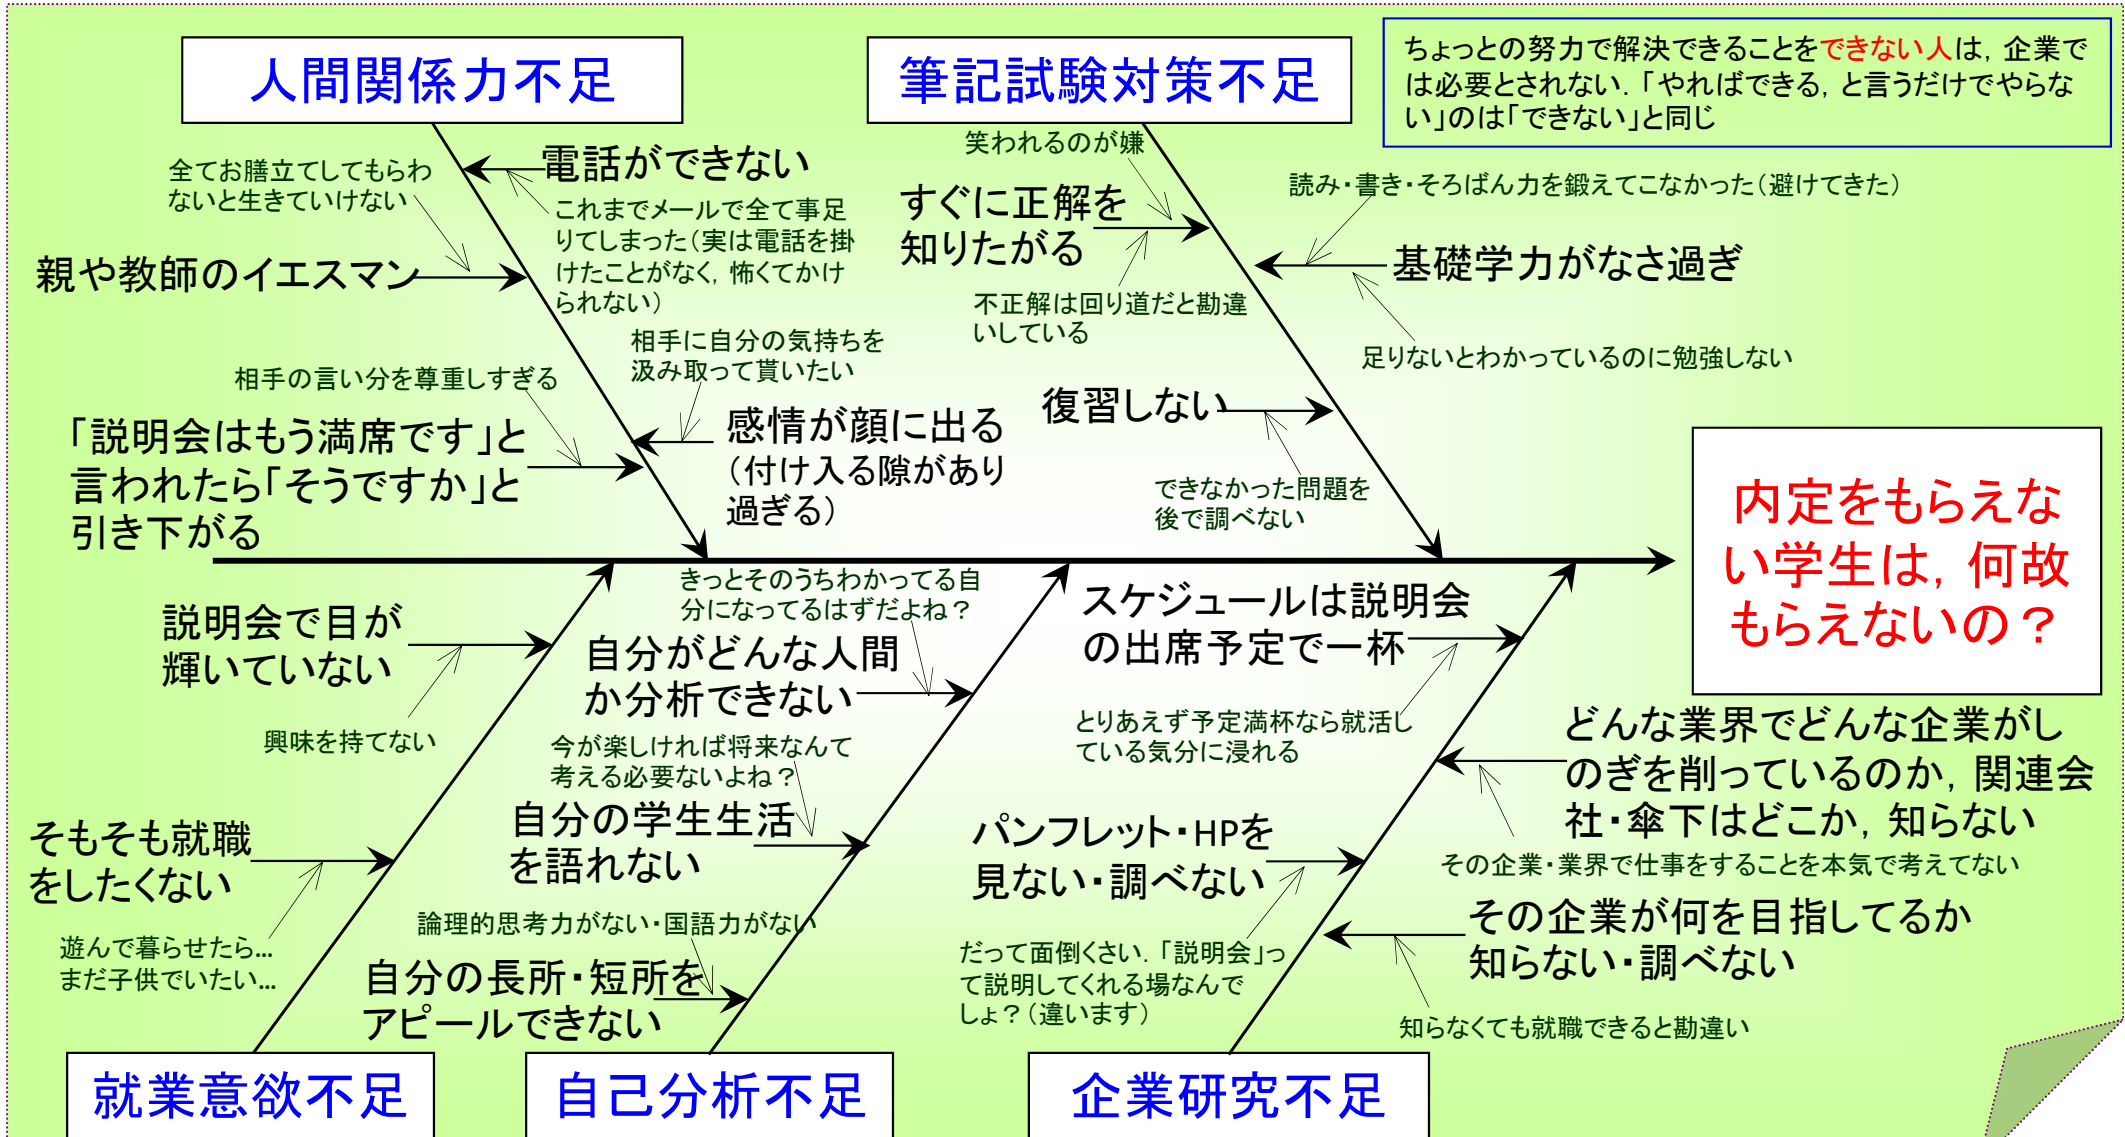 人間関係力不足
筆記試験対策不足
ちょっとの努力で解決できることをできない人は, 企業で
は必要とされない. 「やればできる, と言うだけでやらな
い」のは「できない」と同じ
電話ができない
全てお膳立てしてもらわ
ないと生きていけない
これまでメールで全て事足
りてしまった（実は電話を掛
けたことがなく, 怖くてかけ
られない）
親や教師のイエスマン
相手に自分の気持ちを
汲み取って貰いたい
相手の言い分を尊重しすぎる
「説明会はもう満席です」と
言われたら「そうですか」と
引き下がる
感情が顔に出る
（付け入る隙があり
過ぎる）
笑われるのが嫌
すぐに正解を
知りたがる
不正解は回り道だと勘違
いしている
読み・書き・そろばん力を鍛えてこなかった（避けてきた）
基礎学力がなさ過ぎ
足りないとわかっているのに勉強しない
復習しない
できなかった問題を
後で調べない
内定をもらえな
い学生は, 何故
もらえないの？
説明会で目が
輝いていない
興味を持てない
そもそも就職
をしたくない
遊んで暮らせたら...
まだ子供でいたい...
きっとそのうちわかってる自
分になってるはずだよね？
自分がどんな人間
か分析できない
今が楽しければ将来なんて
考える必要ないよね？
自分の学生生活
を語れない
論理的思考力がない・国語力がない
自分の長所・短所を
アピールできない
スケジュールは説明会
の出席予定で一杯
とりあえず予定満杯なら就活し
ている気分に浸れる
どんな業界でどんな企業がし
のぎを削っているのか, 関連会
社・傘下はどこか, 知らない
その企業・業界で仕事をすることを本気で考えてない
パンフレット・HPを
見ない・調べない
だって面倒くさい. 「説明会」っ
て説明してくれる場なんで
しょ？（違います）
その企業が何を目指してるか
知らない・調べない
知らなくても就職できると勘違い
就業意欲不足
自己分析不足
企業研究不足